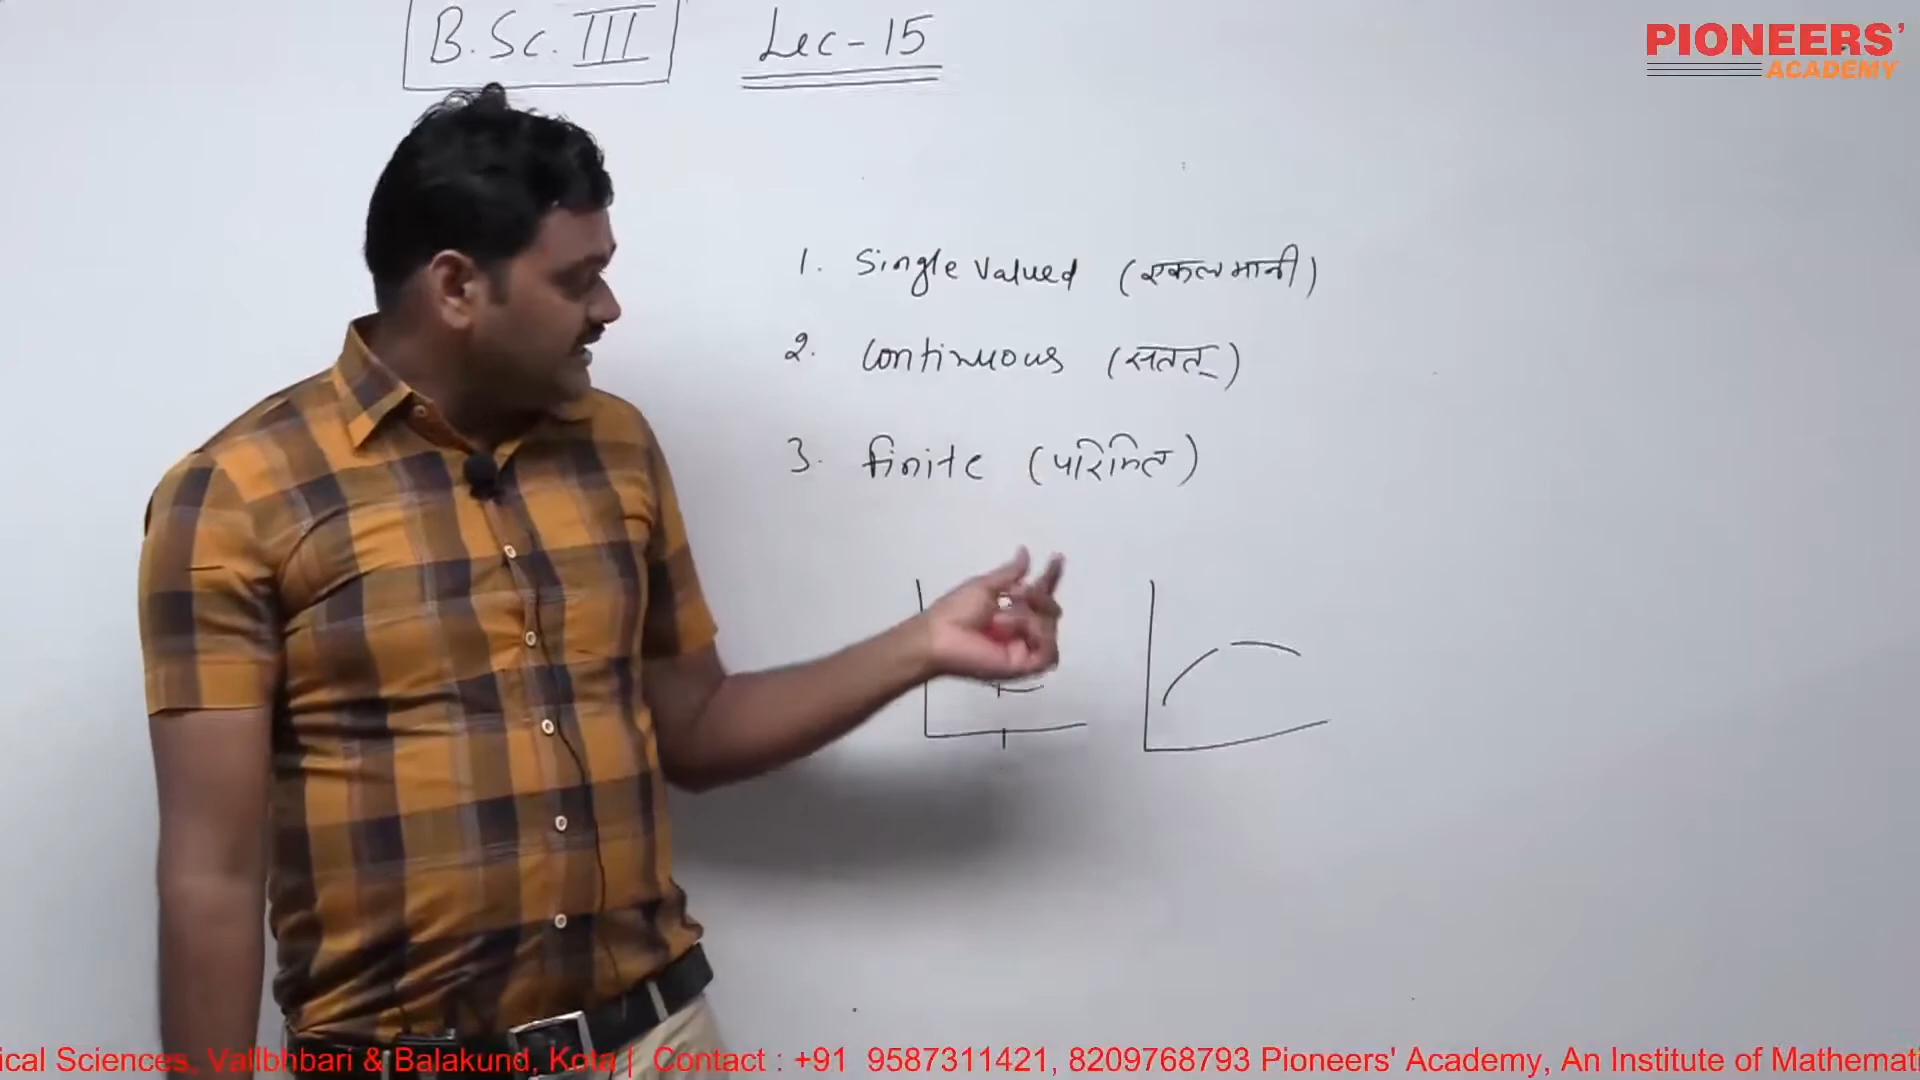 B.Sc. III Lec-15
PIONEERS'
ACADEMY
1. Single Valued (एकल मानी)
2. Continuous (सतत्)
3. finite (परिमित)
ical Sciences, Vallbhbari & Balakund, Kota | Contact : +91 9587311421, 8209768793 Pioneers' Academy, An Institute of Mathemat